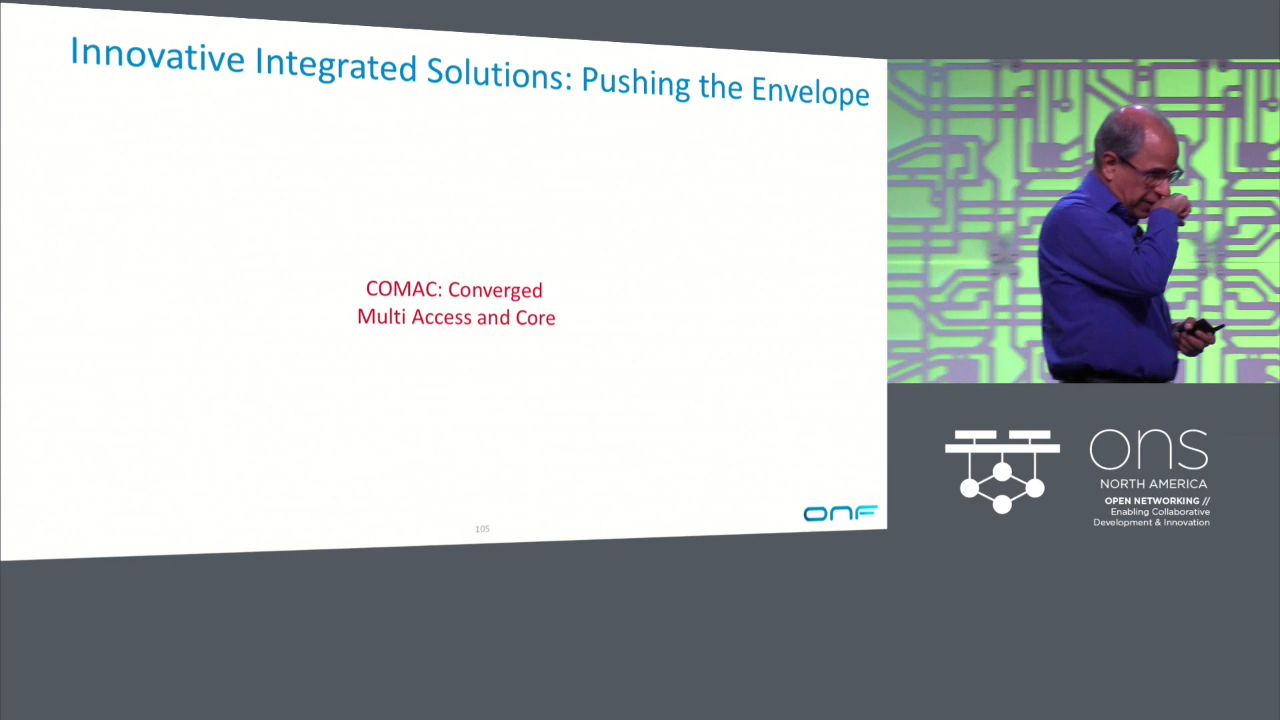 Innovative Integrated Solutions: Pushing the Envelope
COMAC: Converged
Multi Access and Core
105
ONF
ons
NORTH AMERICA
OPEN NETWORKING //
Enabling Collaborative
Development & Innovation